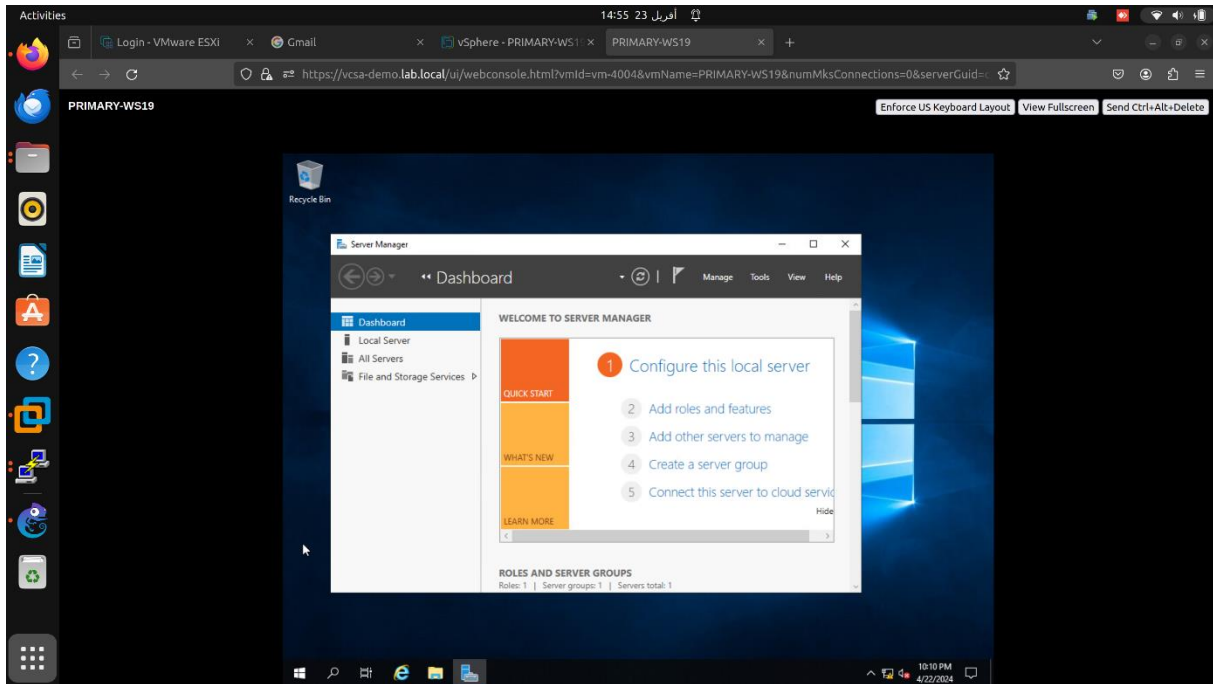 Activities
14:55 23 أفريل
Login - VMware ESXi
Gmail
vSphere - PRIMARY-WS1
PRIMARY-WS19
https://vcsa-demo.lab.local/ui/webconsole.html?vmId=vm-4004&vmName=PRIMARY-WS19&numMksConnections=0&serverGuid=
PRIMARY-WS19
Enforce US Keyboard Layout
View Fullscreen
Send Ctrl+Alt+Delete
Recycle Bin
Server Manager
Dashboard
Manage
Tools
View
Help
Dashboard
Local Server
All Servers
File and Storage Services
WELCOME TO SERVER MANAGER
QUICK START
WHAT'S NEW
LEARN MORE
1 Configure this local server
2 Add roles and features
3 Add other servers to manage
4 Create a server group
5 Connect this server to cloud servic
Hide
ROLES AND SERVER GROUPS
Roles: 1 | Server groups: 1 | Servers total: 1
10:10 PM
4/22/2024